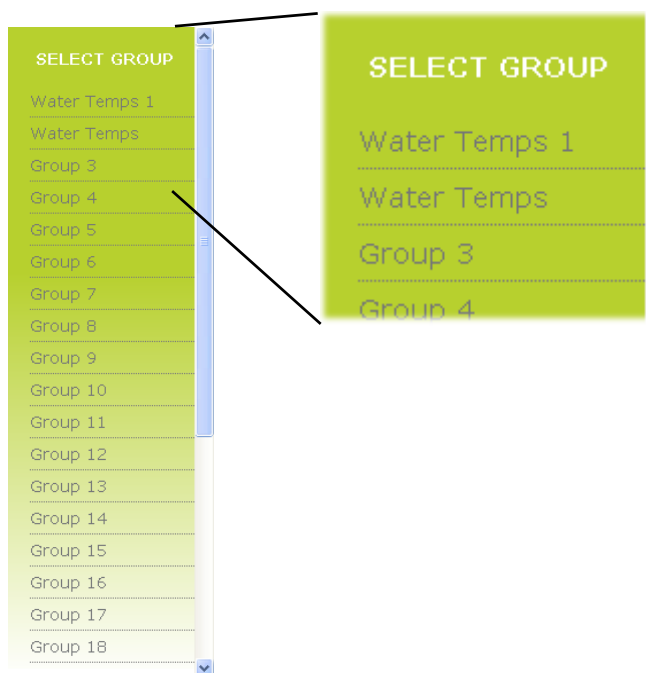 SELECT GROUP
Water Temps 1
Water Temps
Group 3
Group 4
Group 5
Group 6
Group 7
Group 8
Group 9
Group 10
Group 11
Group 12
Group 13
Group 14
Group 15
Group 16
Group 17
Group 18
SELECT GROUP
Water Temps 1
Water Temps
Group 3
Group 4